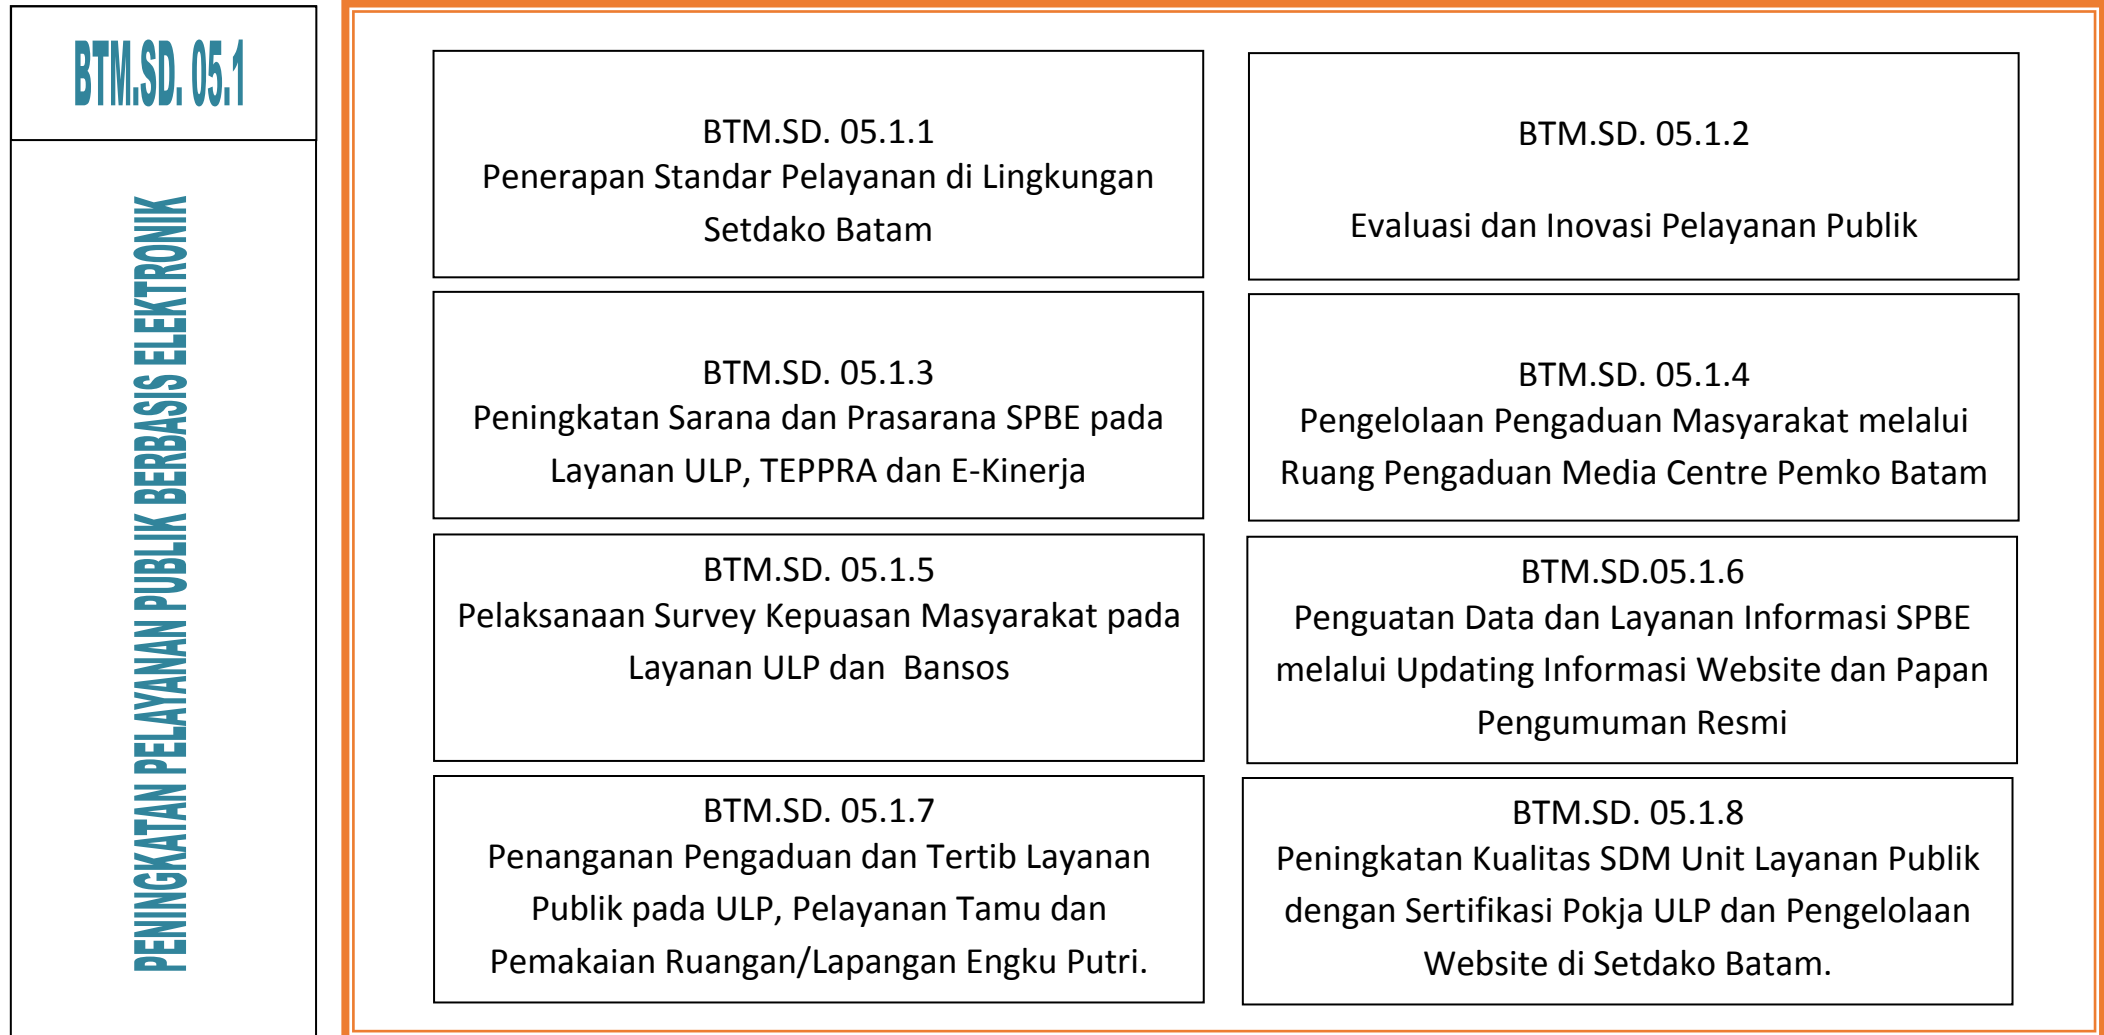 BTM.SD. 05.1
PENINGKATAN PELAYANAN PUBLIK BERBASIS ELEKTRONIK
BTM.SD. 05.1.1
Penerapan Standar Pelayanan di Lingkungan
Setdako Batam
BTM.SD. 05.1.2
Evaluasi dan Inovasi Pelayanan Publik
BTM.SD. 05.1.3
Peningkatan Sarana dan Prasarana SPBE pada
Layanan ULP, TEPPRA dan E-Kinerja
BTM.SD. 05.1.4
Pengelolaan Pengaduan Masyarakat melalui
Ruang Pengaduan Media Centre Pemko Batam
BTM.SD. 05.1.5
Pelaksanaan Survey Kepuasan Masyarakat pada
Layanan ULP dan  Bansos
BTM.SD.05.1.6
Penguatan Data dan Layanan Informasi SPBE
melalui Updating Informasi Website dan Papan
Pengumuman Resmi
BTM.SD. 05.1.7
Penanganan Pengaduan dan Tertib Layanan
Publik pada ULP, Pelayanan Tamu dan
Pemakaian Ruangan/Lapangan Engku Putri.
BTM.SD. 05.1.8
Peningkatan Kualitas SDM Unit Layanan Publik
dengan Sertifikasi Pokja ULP dan Pengelolaan
Website di Setdako Batam.